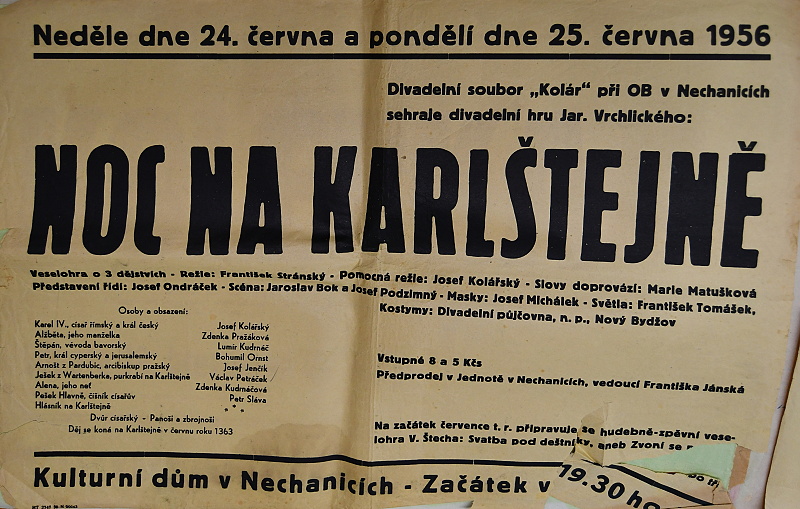 Neděle dne 24. června a pondělí dne 25. června 1956
Divadelní soubor „Kolár“ při OB v Nechanicích
sehraje divadelní hru Jar. Vrchlického:
NOC NA KARLŠTEJNĚ
Veselohra o 3 dějstvích - Režie: František Stránský - Pomocná režie: Josef Kolářský - Slovy doprovází: Marie Matušková
Představení řídí: Josef Ondráček - Scéna: Jaroslav Bok a Josef Podzimný - Masky: Josef Michálek - Světla: František Tomášek,
Kostymy: Divadelní půjčovna, n. p., Nový Bydžov
Osoby a obsazení:
Karel IV., císař římský a král český Josef Kolářský
Alžběta, jeho manželka Zdenka Pražáková
Štěpán, vévoda bavorský Lumír Kudrnáč
Petr, král cyperský a jerusalemský Bohumil Ornst
Arnošt z Pardubic, arcibiskup pražský Josef Jenčík
Ješek z Wartenberka, purkrabí na Karlštejně Václav Petráček
Alena, jeho neť Zdenka Kudrnáčová
Pešek Hlavně, číšník císařův Petr Sláva
Hlásník na Karlštejně * * *
Dvůr císařský - Panoši a zbrojnoši
Děj se koná na Karlštejně v červnu roku 1363
Vstupné 8 a 5 Kčs
Předprodej v Jednotě v Nechanicích, vedoucí Františka Jánská
Na začátek července t. r. připravuje se hudebně-zpěvní vese-
lohra V. Štecha: Svatba pod deštníky, aneb Zvoní se
Kulturní dům v Nechanicích - Začátek v 19.30 ho